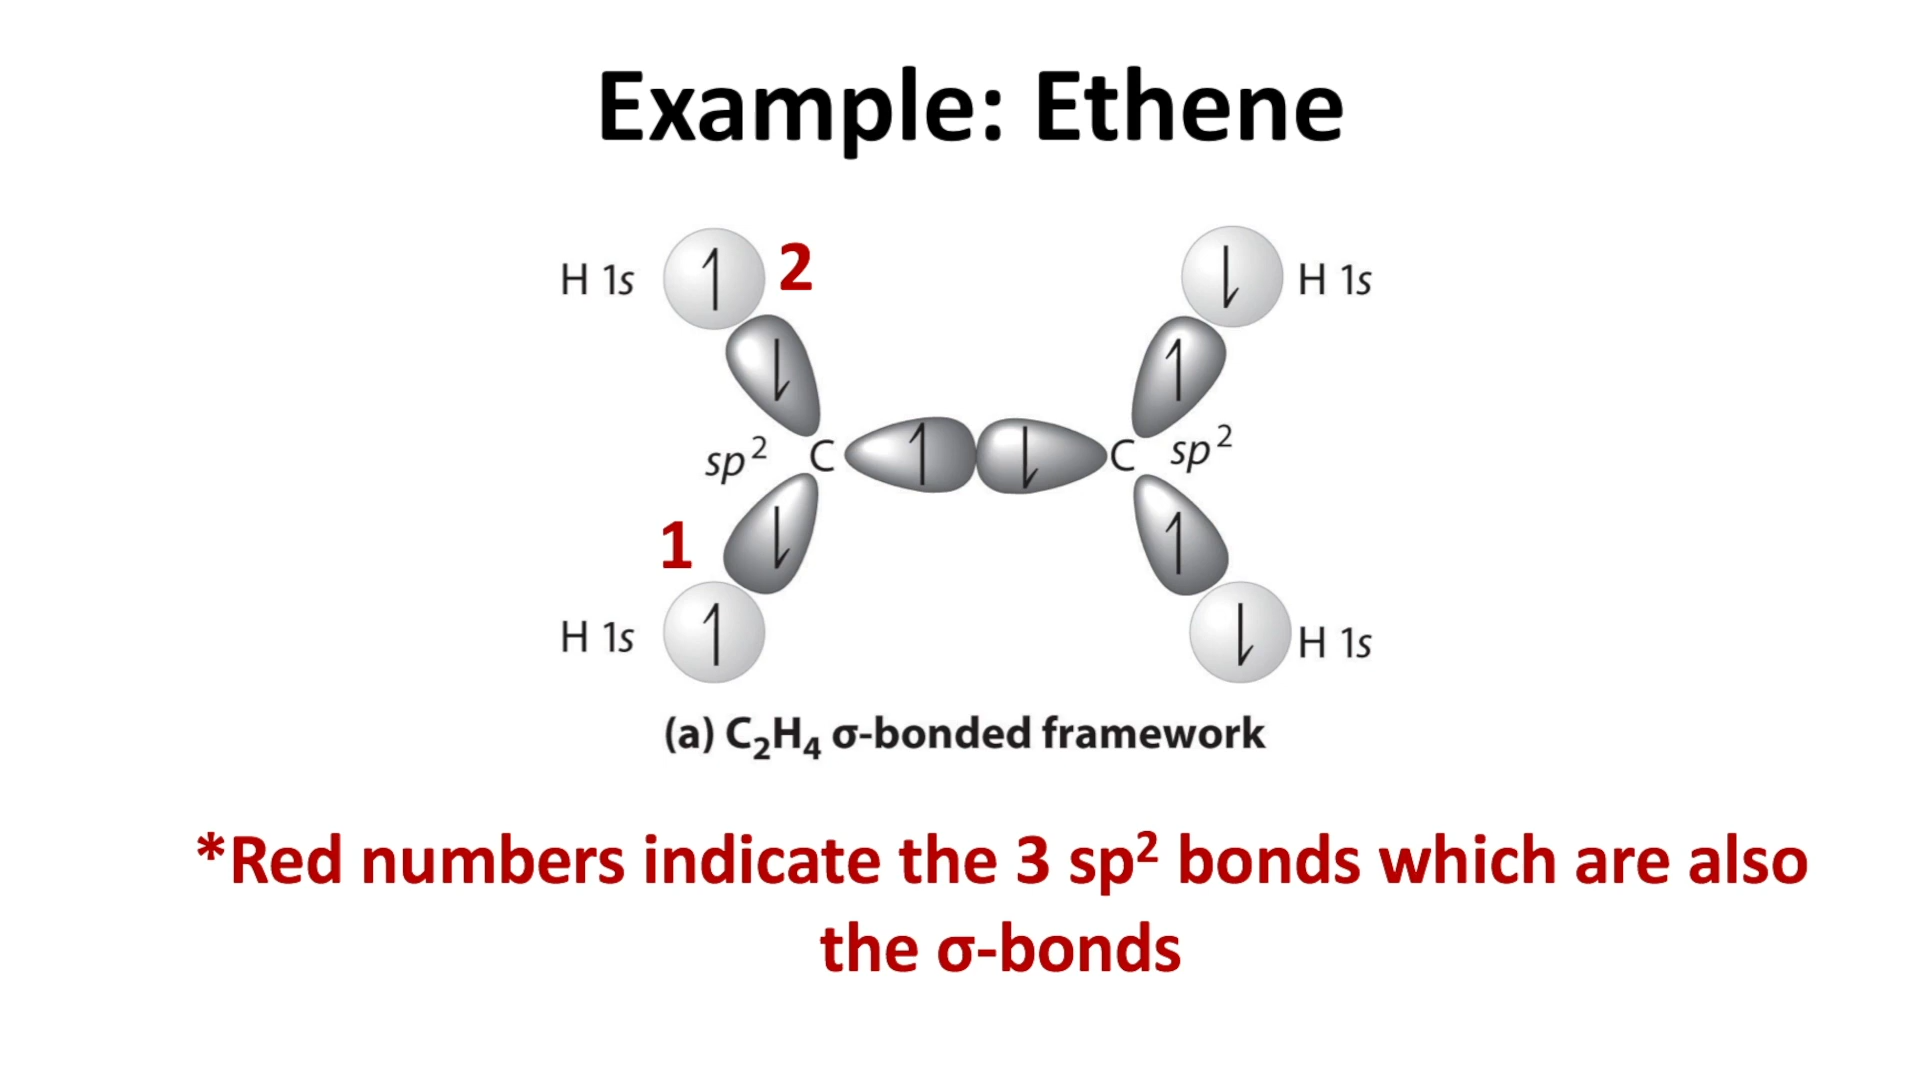 Example: Ethene
H 1s
2
H 1s
sp²
C
C
sp²
1
H 1s
H 1s
(a) C₂H₄ σ-bonded framework
*Red numbers indicate the 3 sp² bonds which are also
the σ-bonds